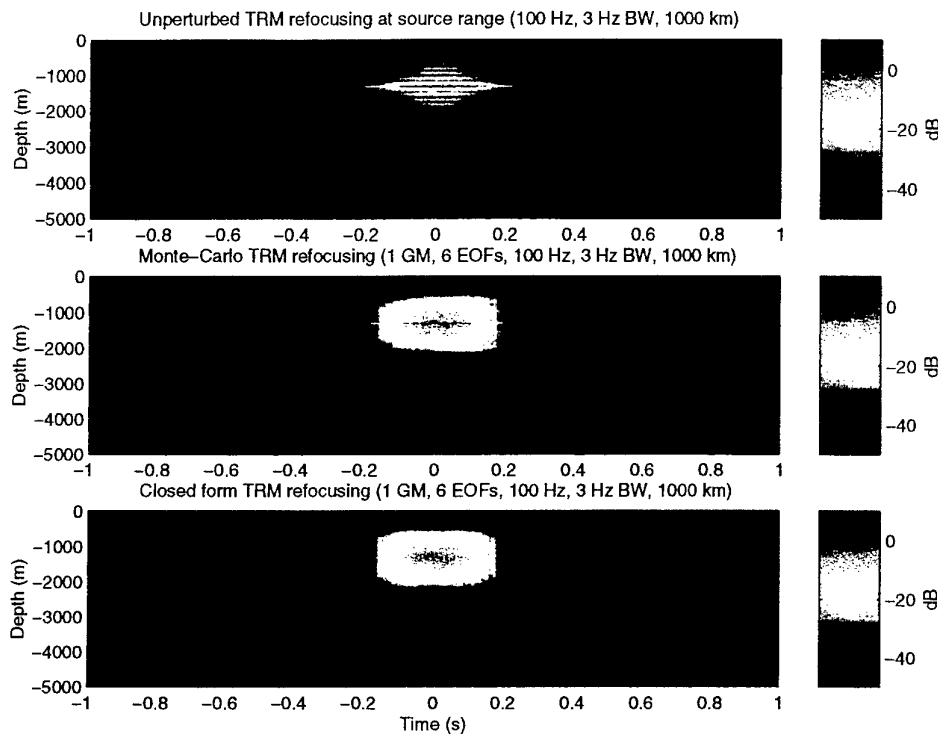 Unperturbed TRM refocusing at source range (100 Hz, 3 Hz BW, 1000 km)
0
−1000
−2000
−3000
−4000
−5000
Depth (m)
−1 −0.8 −0.6 −0.4 −0.2 0 0.2 0.4 0.6 0.8 1
0
−20
−40
dB
Monte−Carlo TRM refocusing (1 GM, 6 EOFs, 100 Hz, 3 Hz BW, 1000 km)
0
−1000
−2000
−3000
−4000
−5000
Depth (m)
−1 −0.8 −0.6 −0.4 −0.2 0 0.2 0.4 0.6 0.8 1
0
−20
−40
dB
Closed form TRM refocusing (1 GM, 6 EOFs, 100 Hz, 3 Hz BW, 1000 km)
0
−1000
−2000
−3000
−4000
−5000
Depth (m)
−1 −0.8 −0.6 −0.4 −0.2 0 0.2 0.4 0.6 0.8 1
Time (s)
0
−20
−40
dB